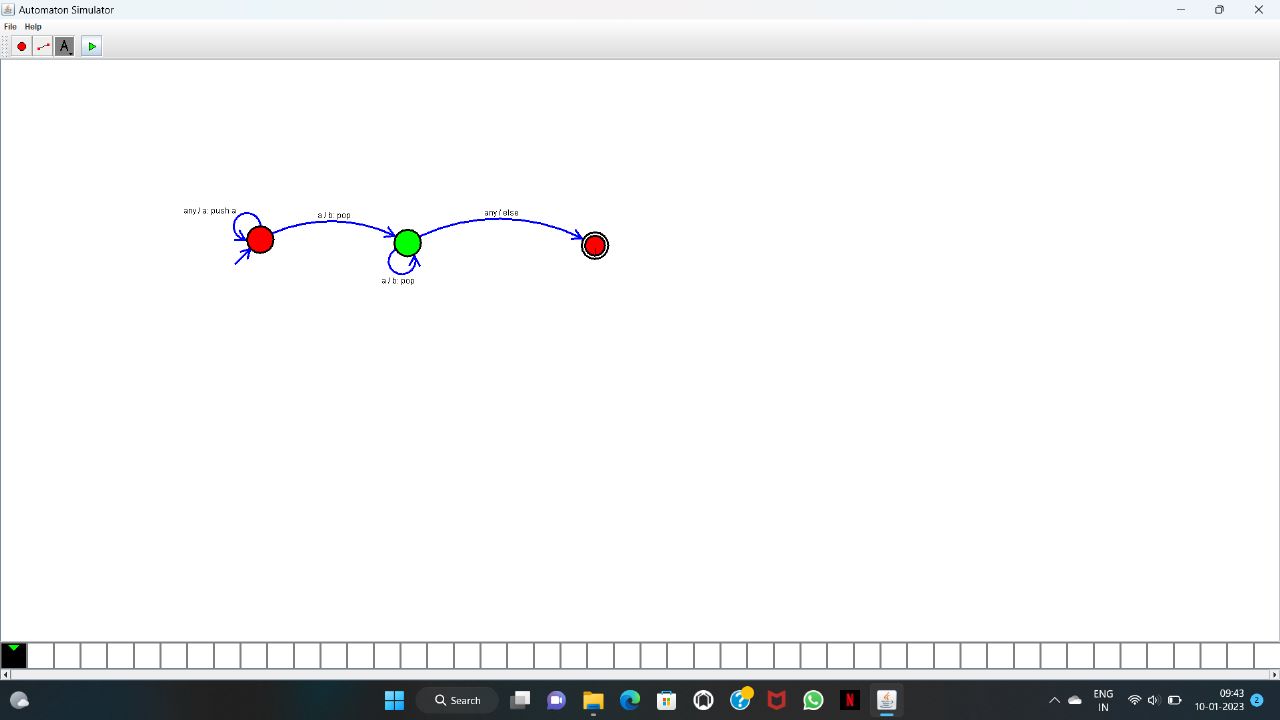 Automaton Simulator
File Help
A
any / a: push a
a / b: pop
any / else
a / b: pop
Search
ENG
IN
09:43
10-01-2023
2